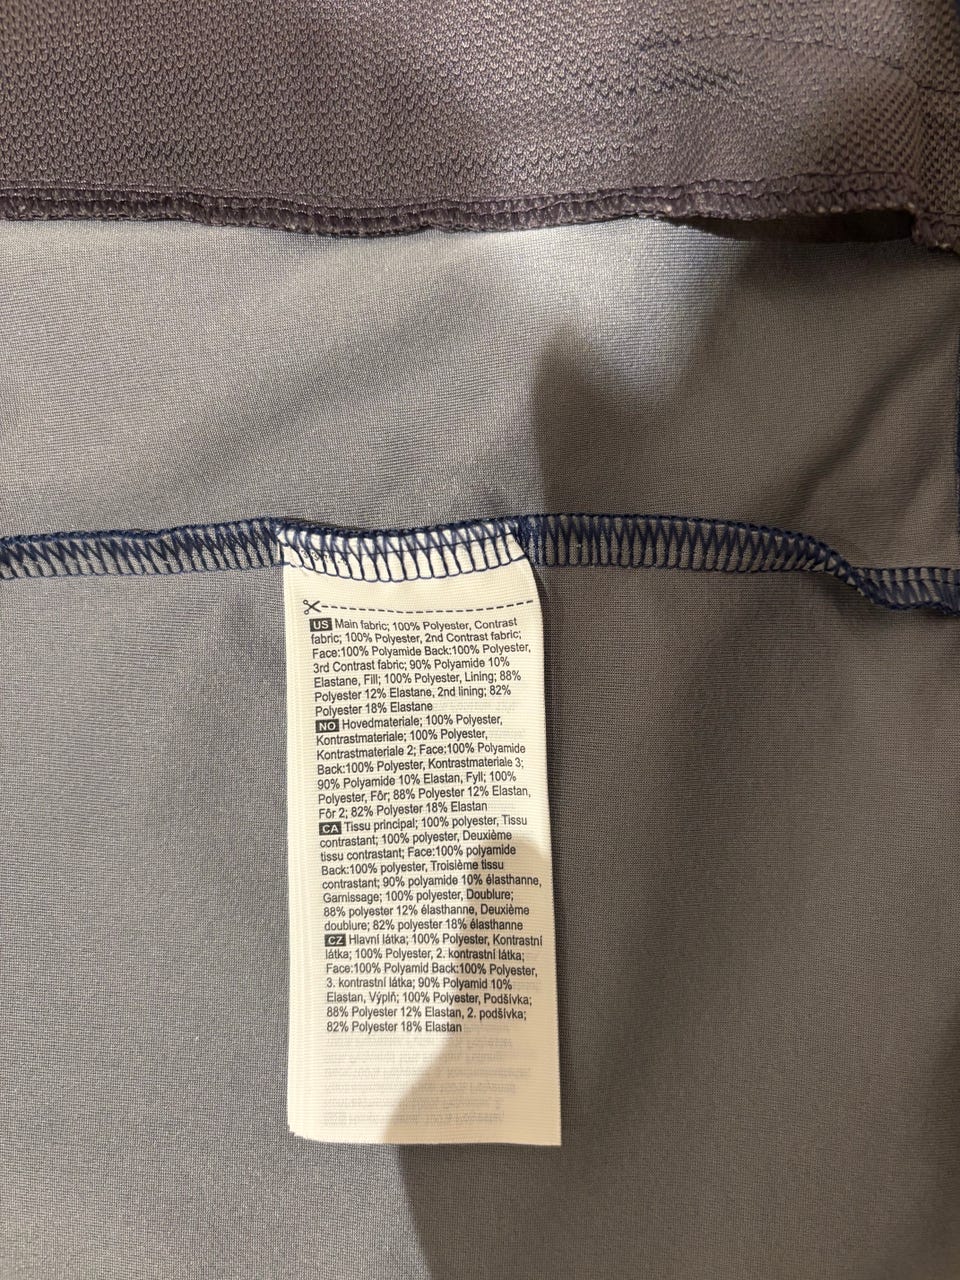 US Main fabric; 100% Polyester, Contrast
fabric; 100% Polyester, 2nd Contrast fabric;
Face:100% Polyamide Back:100% Polyester,
3rd Contrast fabric; 90% Polyamide 10%
Elastane, Fill; 100% Polyester, Lining; 88%
Polyester 12% Elastane, 2nd lining; 82%
Polyester 18% Elastane
NO Hovedmateriale; 100% Polyester,
Kontrastmateriale; 100% Polyester,
Kontrastmateriale 2; Face:100% Polyamide
Back:100% Polyester, Kontrastmateriale 3;
90% Polyamide 10% Elastan, Fyll; 100%
Polyester, Fôr; 88% Polyester 12% Elastan,
Fôr 2; 82% Polyester 18% Elastan
CA Tissu principal; 100% polyester, Tissu
contrastant; 100% polyester, Deuxième
tissu contrastant; Face:100% polyamide
Back:100% polyester, Troisième tissu
contrastant; 90% polyamide 10% élasthanne,
Garnissage; 100% polyester, Doublure;
88% polyester 12% élasthanne, Deuxième
doublure; 82% polyester 18% élasthanne
CZ Hlavní látka; 100% Polyester, Kontrastní
látka; 100% Polyester, 2. kontrastní látka;
Face:100% Polyamid Back:100% Polyester,
3. kontrastní látka; 90% Polyamid 10%
Elastan, Výplň; 100% Polyester, Podšívka;
88% Polyester 12% Elastan, 2. podšívka;
82% Polyester 18% Elastan